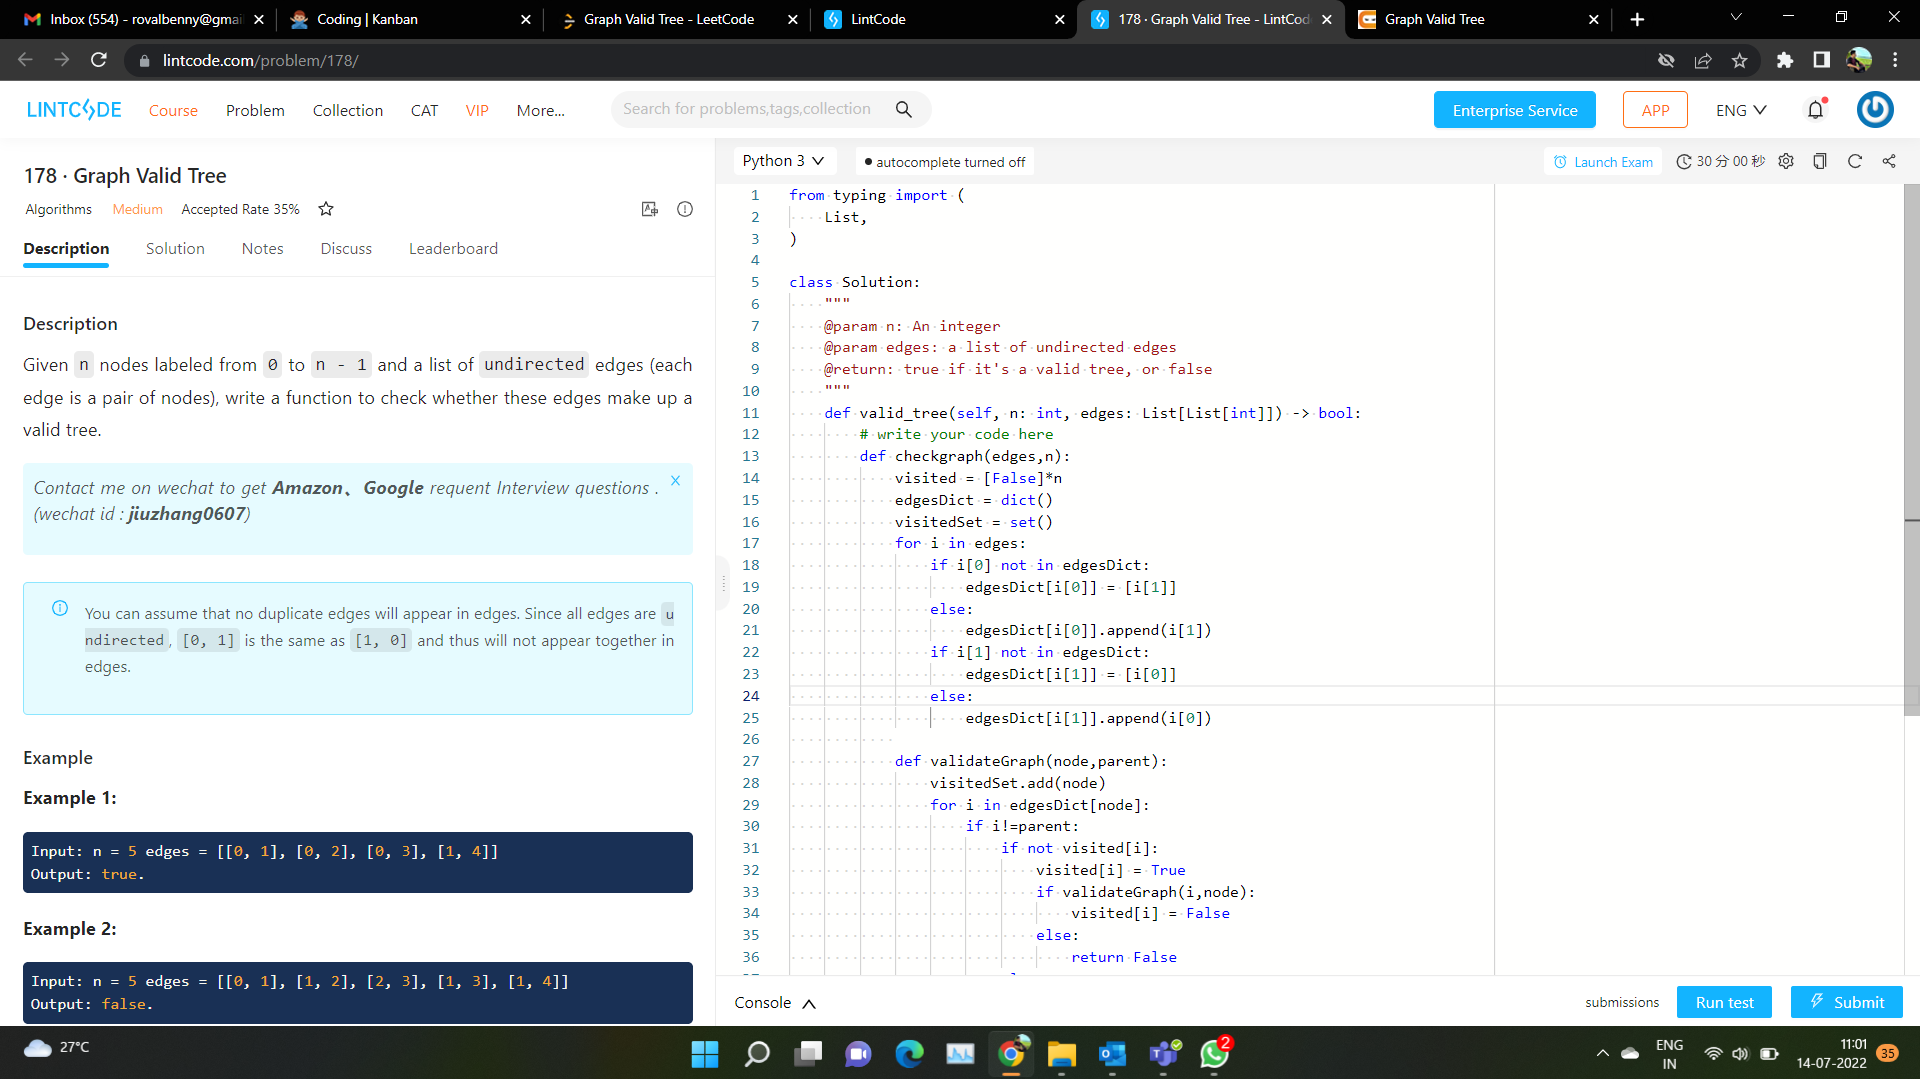 Inbox (554) - rovalbenny@gmai
Coding | Kanban
Graph Valid Tree - LeetCode
LintCode
178 · Graph Valid Tree - LintCod
Graph Valid Tree
lintcode.com/problem/178/
LINTCODE
Course
Problem
Collection
CAT
VIP
More...
Search for problems,tags,collection
Enterprise Service
APP
ENG
178 · Graph Valid Tree
Algorithms Medium Accepted Rate 35%
Description Solution Notes Discuss Leaderboard
Description
Given n nodes labeled from 0 to n - 1 and a list of undirected edges (each
edge is a pair of nodes), write a function to check whether these edges make up a
valid tree.
Contact me on wechat to get Amazon、Google requent Interview questions .
(wechat id : jiuzhang0607)
You can assume that no duplicate edges will appear in edges. Since all edges are u
ndirected, [0, 1] is the same as [1, 0] and thus will not appear together in
edges.
Example
Example 1:
Input: n = 5 edges = [[0, 1], [0, 2], [0, 3], [1, 4]]
Output: true.
Example 2:
Input: n = 5 edges = [[0, 1], [1, 2], [2, 3], [1, 3], [1, 4]]
Output: false.
Python 3
autocomplete turned off
Launch Exam
30 分 00 秒
1 from typing import (
2 List,
3 )
4
5 class Solution:
6 """
7 @param n: An integer
8 @param edges: a list of undirected edges
9 @return: true if it's a valid tree, or false
10 """
11 def valid_tree(self, n: int, edges: List[List[int]]) -> bool:
12 # write your code here
13 def checkgraph(edges,n):
14 visited = [False]*n
15 edgesDict = dict()
16 visitedSet = set()
17 for i in edges:
18 if i[0] not in edgesDict:
19 edgesDict[i[0]] = [i[1]]
20 else:
21 edgesDict[i[0]].append(i[1])
22 if i[1] not in edgesDict:
23 edgesDict[i[1]] = [i[0]]
24 else:
25 edgesDict[i[1]].append(i[0])
26
27 def validateGraph(node,parent):
28 visitedSet.add(node)
29 for i in edgesDict[node]:
30 if i!=parent:
31 if not visited[i]:
32 visited[i] = True
33 if validateGraph(i,node):
34 visited[i] = False
35 else:
36 return False
Console
submissions
Run test
Submit
27°C
2
ENG
IN
11:01
14-07-2022
35